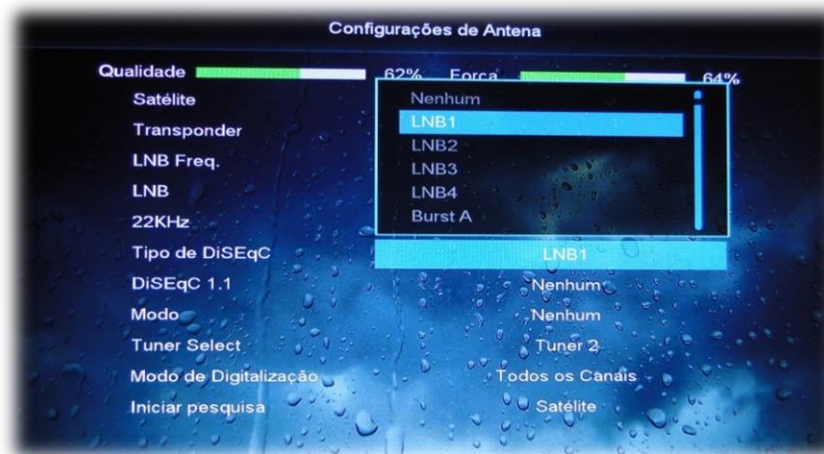 Configurações de Antena
Qualidade 62% Força 64%
Satélite
Nenhum
Transponder
LNB1
LNB2
LNB Freq.
LNB3
LNB
LNB4
22KHz
Burst A
Tipo de DiSEqC LNB1
DiSEqC 1.1 Nenhum
Modo Nenhum
Tuner Select Tuner 2
Modo de Digitalização Todos os Canais
Iniciar pesquisa Satélite